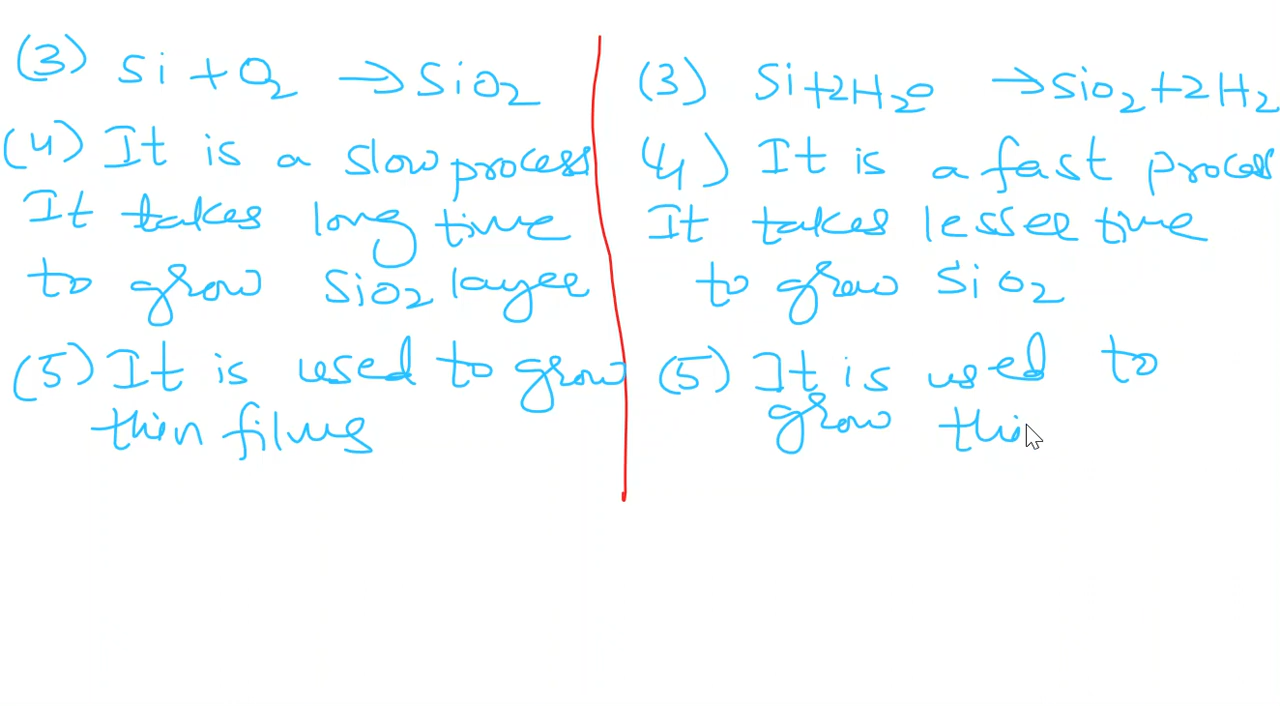 (3) Si + O2 → SiO2
(4) It is a slow process
It takes long time
to grow SiO2 layer
(5) It is used to grow
thin films
(3) Si + 2H2O → SiO2 + 2H2
(4) It is a fast process
It takes lesser time
to grow SiO2
(5) It is used to
grow thi